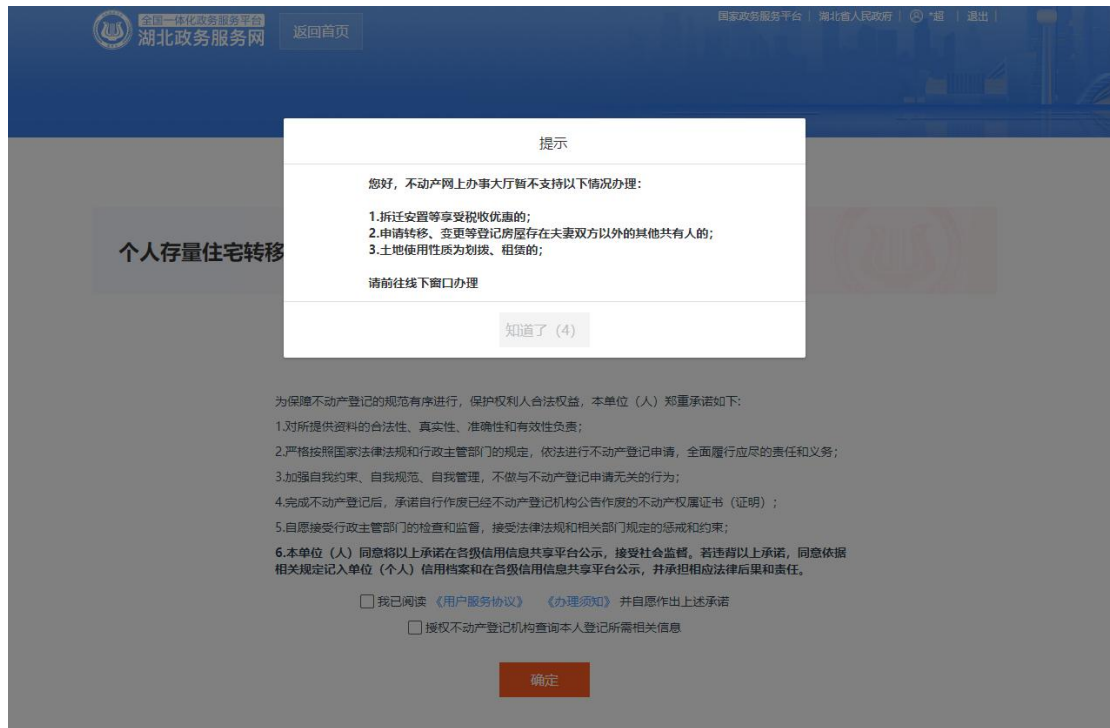 全国一体化政务服务平台
湖北政务服务网
返回首页
国家政务服务平台 | 湖北省人民政府 | *超 | 退出 |
提示
您好，不动产网上办事大厅暂不支持以下情况办理：
1.拆迁安置等享受税收优惠的;
2.申请转移、变更等登记房屋存在夫妻双方以外的其他共有人的;
3.土地使用性质为划拨、租赁的;
请前往线下窗口办理
知道了（4）
个人存量住宅转移
为保障不动产登记的规范有序进行，保护权利人合法权益，本单位（人）郑重承诺如下:
1.对所提供资料的合法性、真实性、准确性和有效性负责；
2.严格按照国家法律法规和行政主管部门的规定，依法进行不动产登记申请，全面履行应尽的责任和义务；
3.加强自我约束、自我规范、自我管理，不做与不动产登记申请无关的行为；
4.完成不动产登记后，承诺自行作废已经不动产登记机构公告作废的不动产权属证书（证明）；
5.自愿接受行政主管部门的检查和监督，接受法律法规和相关部门规定的惩戒和约束；
6.本单位（人）同意将以上承诺在各级信用信息共享平台公示，接受社会监督。若违背以上承诺，同意依据
相关规定记入单位（个人）信用档案和在各级信用信息共享平台公示，并承担相应法律后果和责任。
我已阅读 《用户服务协议》 《办理须知》 并自愿作出上述承诺
授权不动产登记机构查询本人登记所需相关信息
确定